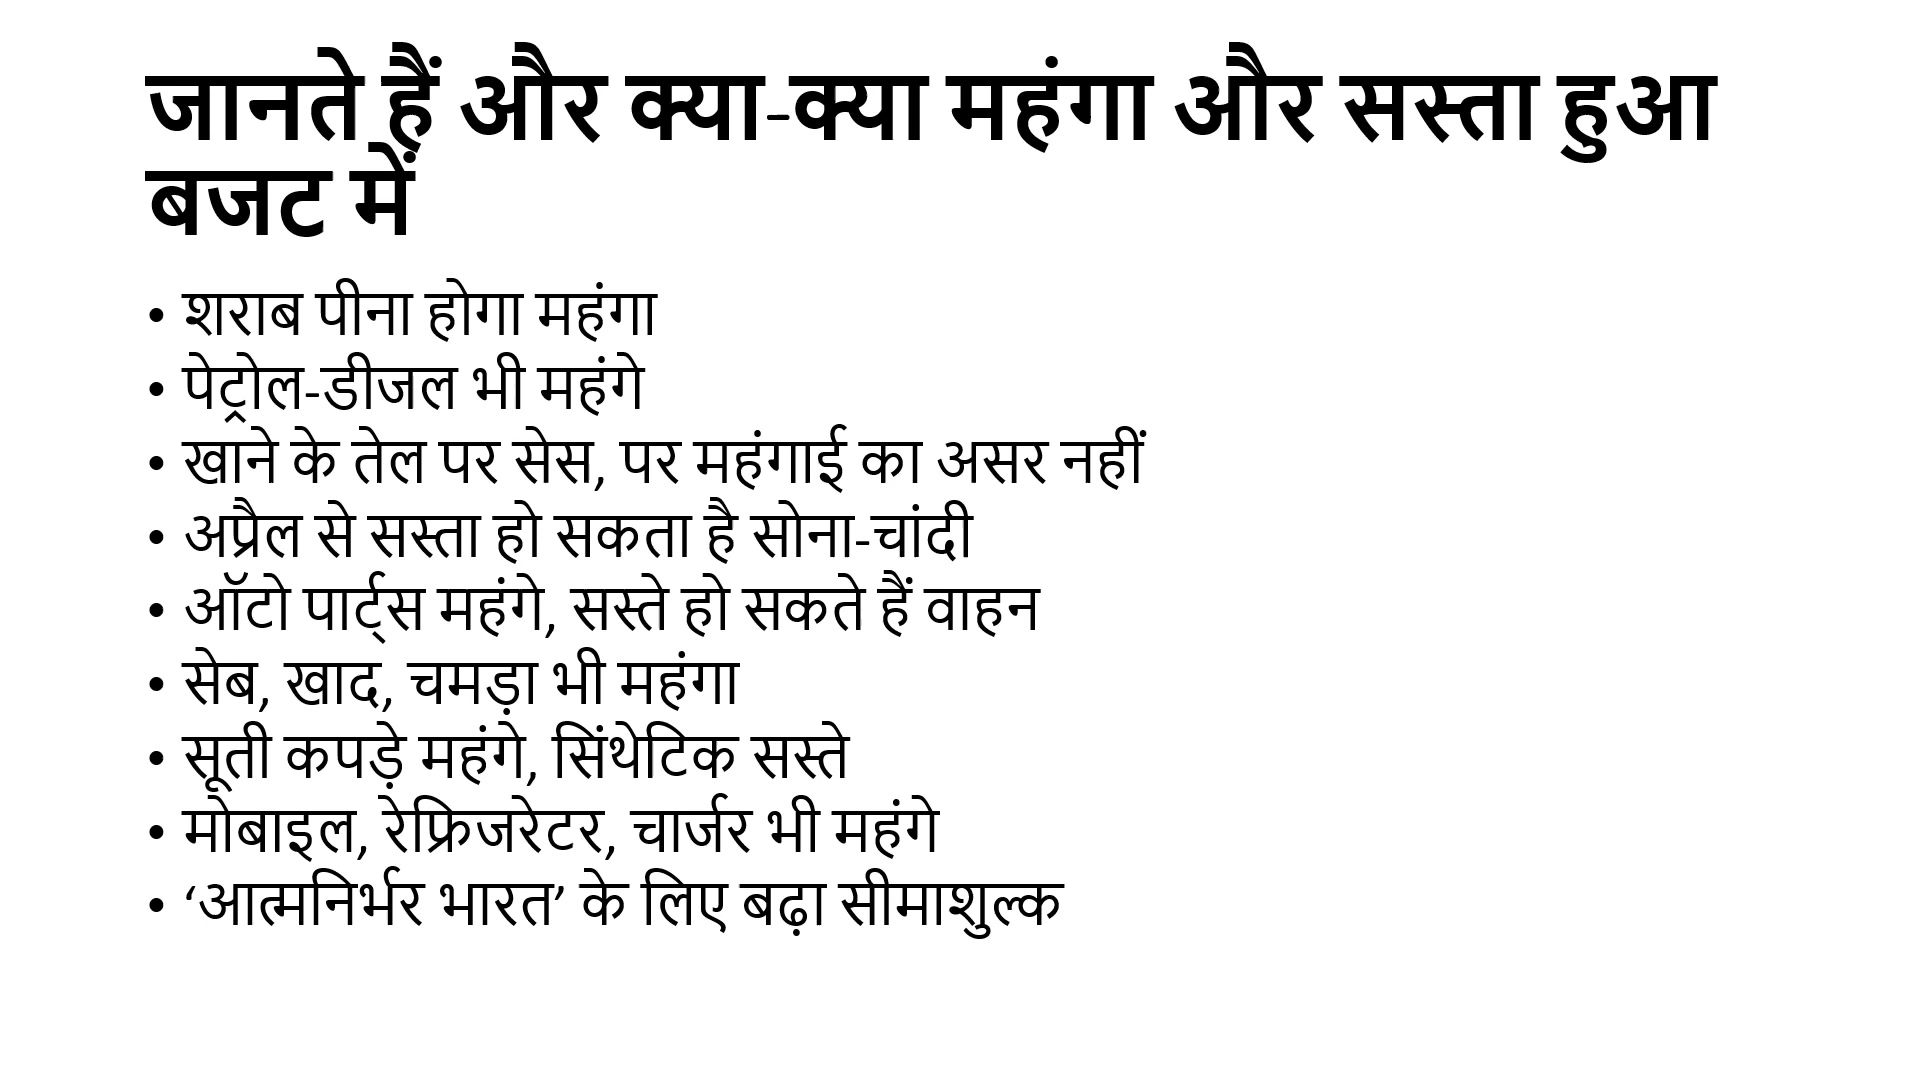 जानते हैं और क्या-क्या महंगा और सस्ता हुआ
बजट में
• शराब पीना होगा महंगा
• पेट्रोल-डीजल भी महंगे
• खाने के तेल पर सेस, पर महंगाई का असर नहीं
• अप्रैल से सस्ता हो सकता है सोना-चांदी
• ऑटो पार्ट्स महंगे, सस्ते हो सकते हैं वाहन
• सेब, खाद, चमड़ा भी महंगा
• सूती कपड़े महंगे, सिंथेटिक सस्ते
• मोबाइल, रेफ्रिजरेटर, चार्जर भी महंगे
• ‘आत्मनिर्भर भारत’ के लिए बढ़ा सीमाशुल्क